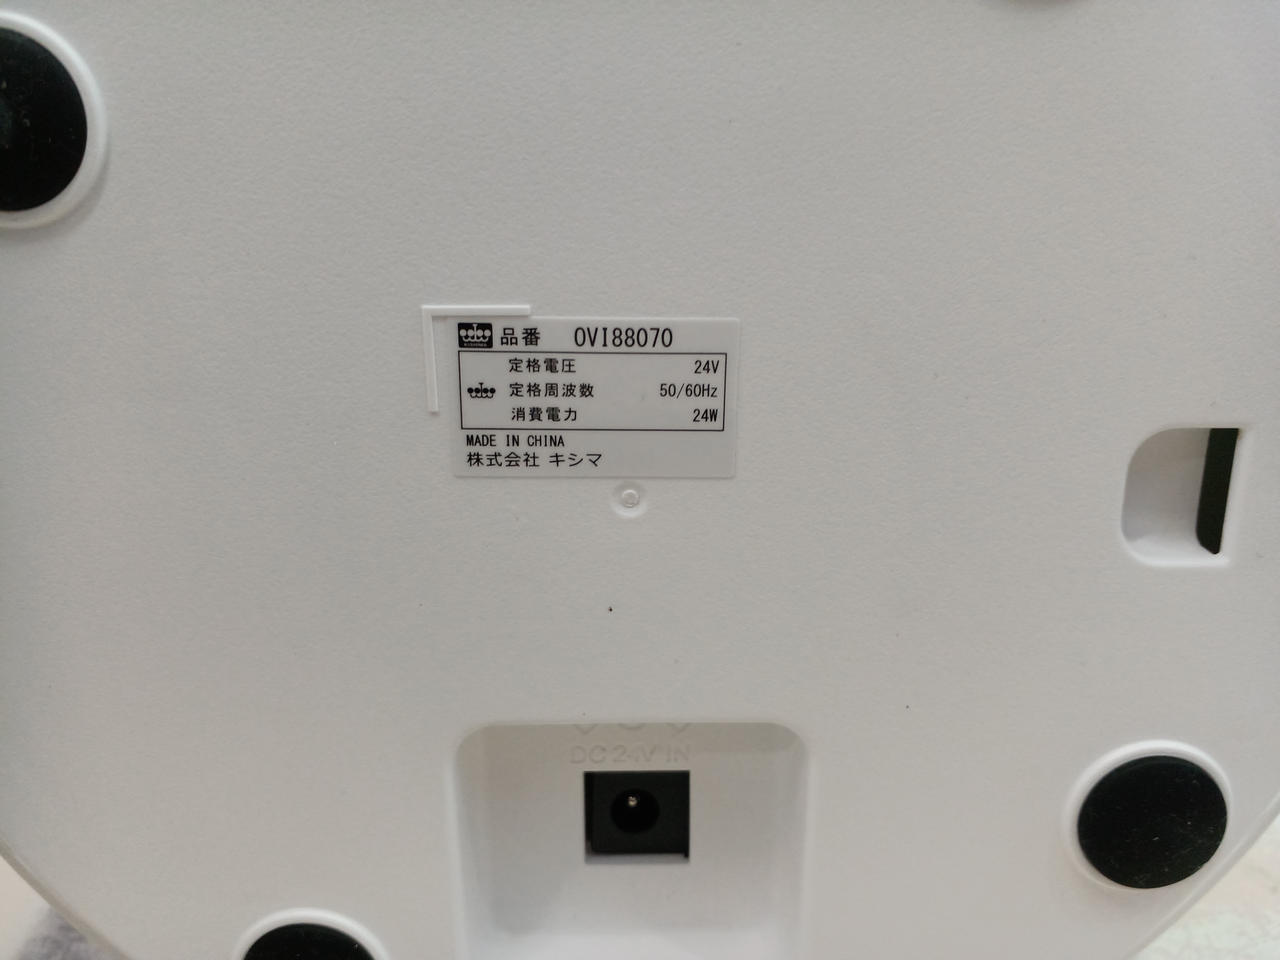 品番 OVI88070
定格電圧 24V
定格周波数 50/60Hz
消費電力 24W
MADE IN CHINA
株式会社 キシマ
DC 24V IN